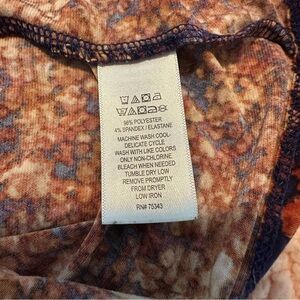 96% POLYESTER
4% SPANDEX / ELASTANE
MACHINE WASH COOL-
DELICATE CYCLE
WASH WITH LIKE COLORS
ONLY NON-CHLORINE
BLEACH WHEN NEEDED
TUMBLE DRY LOW
REMOVE PROMPTLY
FROM DRYER
LOW IRON
RN# 75343